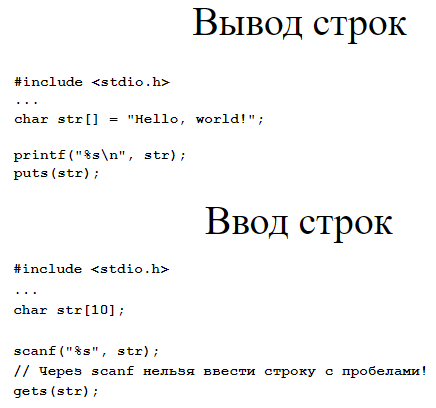 Вывод строк
#include <stdio.h>
...
char str[] = "Hello, world!";
printf("%s\n", str);
puts(str);
Ввод строк
#include <stdio.h>
...
char str[10];
scanf("%s", str);
// Через scanf нельзя ввести строку с пробелами!
gets(str);